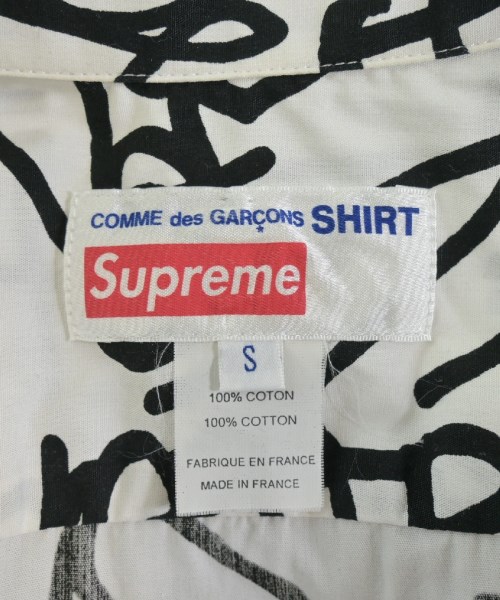 COMME des GARÇONS SHIRT
Supreme
S
100% COTON
100% COTTON
FABRIQUE EN FRANCE
MADE IN FRANCE